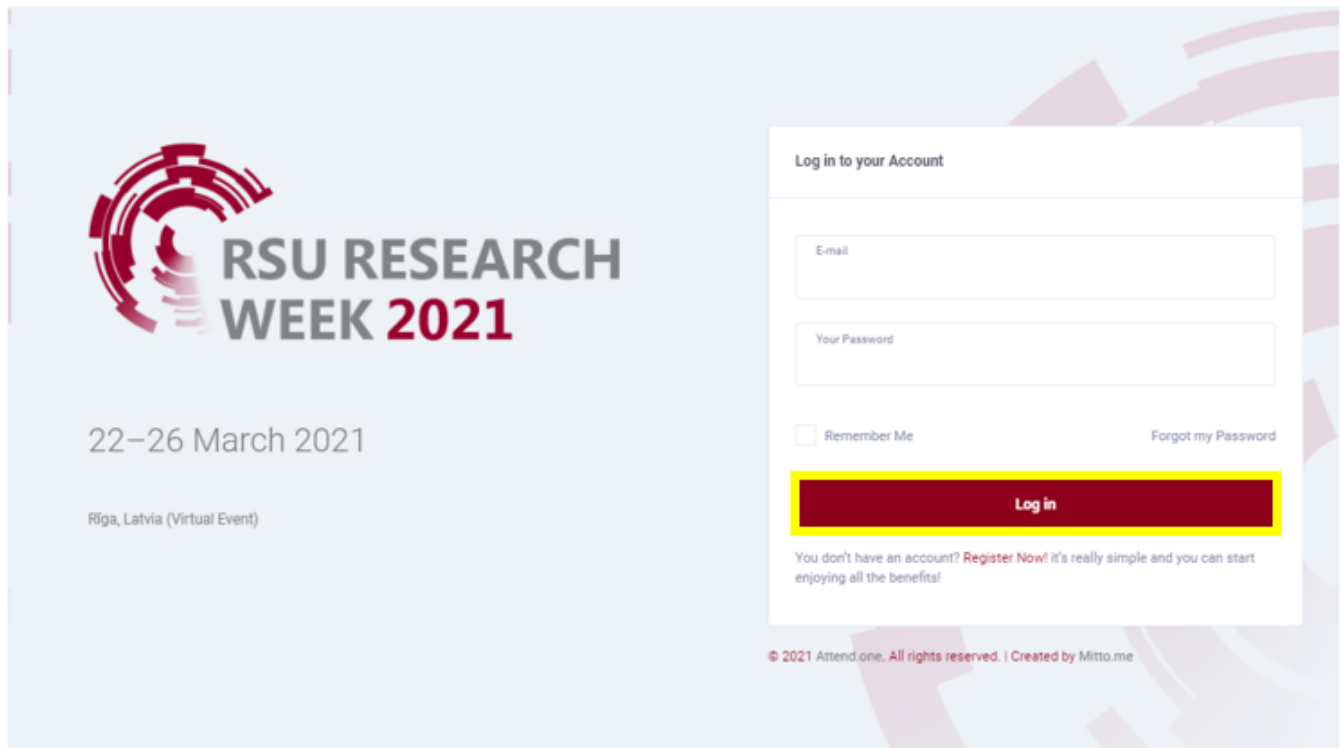 RSU RESEARCH
WEEK 2021
22–26 March 2021
Rīga, Latvia (Virtual Event)
Log in to your Account
E-mail
Your Password
Remember Me
Forgot my Password
Log in
You don't have an account? Register Now! it's really simple and you can start
enjoying all the benefits!
© 2021 Attend.one. All rights reserved. | Created by Mitto.me